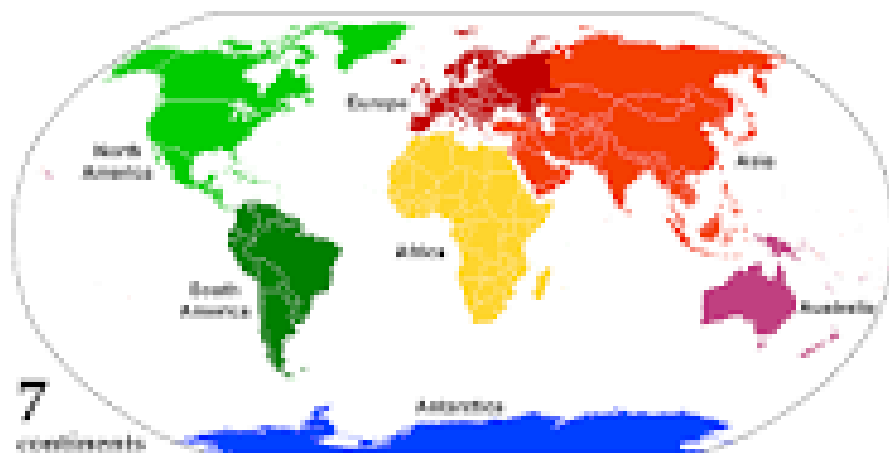 Europe
North
America
Asia
Africa
South
America
Australia
Antarctica
7
continents